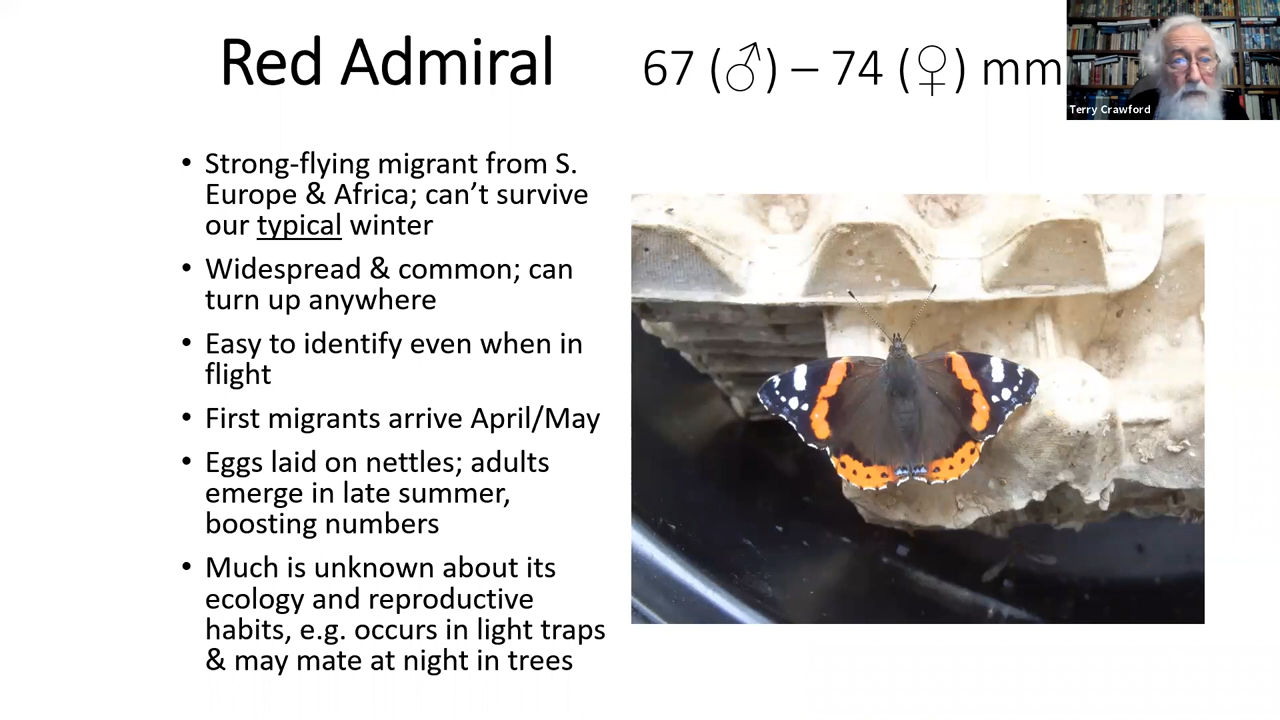 Red Admiral 67 (♂) – 74 (♀) mm
Terry Crawford
• Strong-flying migrant from S.
Europe & Africa; can’t survive
our typical winter
• Widespread & common; can
turn up anywhere
• Easy to identify even when in
flight
• First migrants arrive April/May
• Eggs laid on nettles; adults
emerge in late summer,
boosting numbers
• Much is unknown about its
ecology and reproductive
habits, e.g. occurs in light traps
& may mate at night in trees